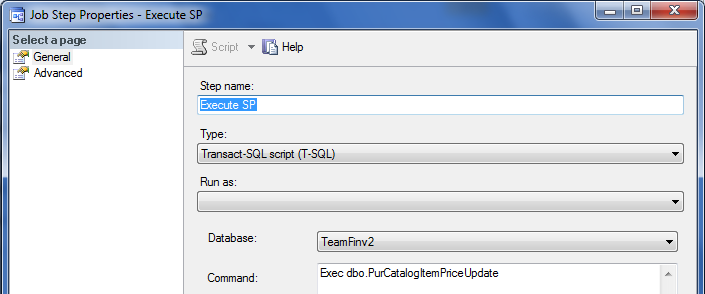 Job Step Properties - Execute SP
Select a page
General
Advanced
Script
Help
Step name:
Execute SP
Type:
Transact-SQL script (T-SQL)
Run as:
Database:
TeamFinv2
Command:
Exec dbo.PurCatalogItemPriceUpdate